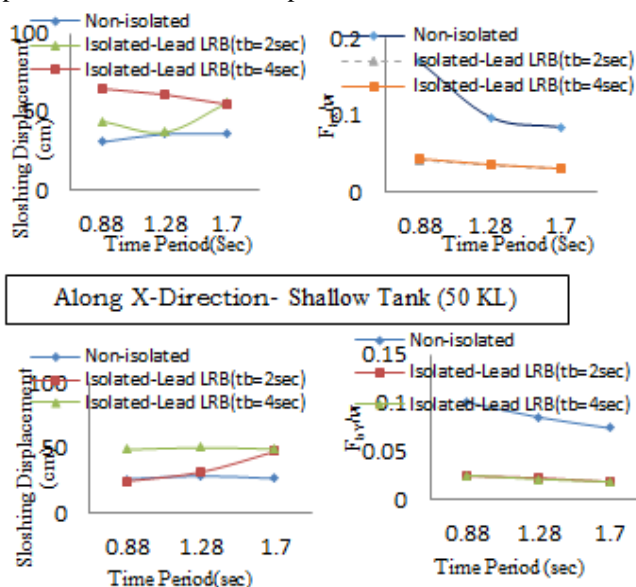 100
50
0
Sloshing Displacement
(cm)
Non-isolated
Isolated-Lead LRB(tb=2sec)
Isolated-Lead LRB(tb=4sec)
0.88 1.28 1.7
Time Period(Sec)
0.2
0.1
0
Non-isolated
Isolated-Lead LRB(tb=2sec)
Isolated-Lead LRB(tb=4sec)
0.88 1.28 1.7
Time Period (Sec)
Along X-Direction- Shallow Tank (50 KL)
100
50
0
Sloshing Displacement
(cm)
Non-isolated
Isolated-Lead LRB(tb=2sec)
Isolated-Lead LRB(tb=4sec)
0.88 1.28 1.7
Time Period(sec)
0.15
0.1
0.05
0
Non-isolated
Isolated-Lead LRB(tb=2sec)
Isolated-Lead LRB(tb=4sec)
0.88 1.28 1.7
Time Period (sec)